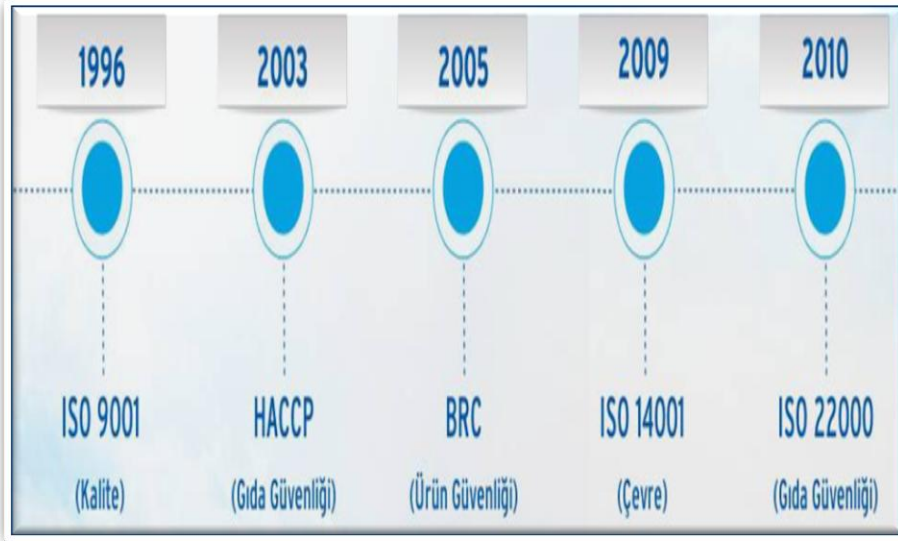 1996 2003 2005 2009 2010
ISO 9001 HACCP BRC ISO 14001 ISO 22000
(Kalite) (Gıda Güvenliği) (Ürün Güvenliği) (Çevre) (Gıda Güvenliği)